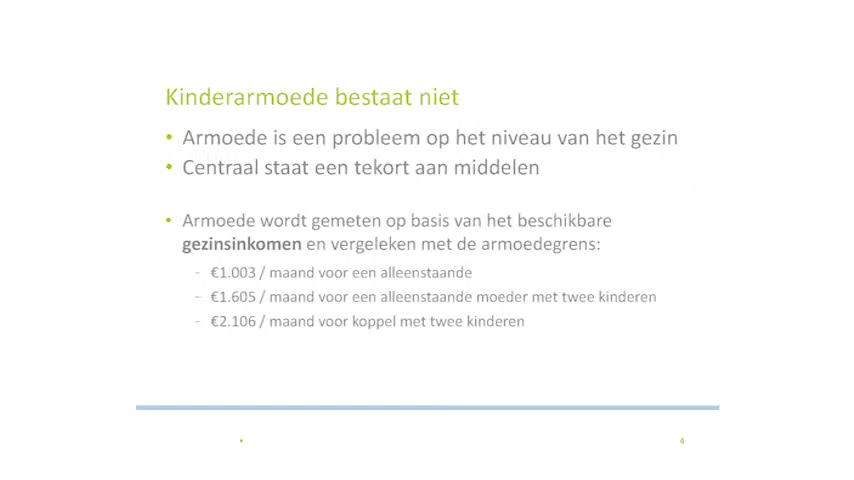 Kinderarmoede bestaat niet
• Armoede is een probleem op het niveau van het gezin
• Centraal staat een tekort aan middelen
• Armoede wordt gemeten op basis van het beschikbare
gezinsinkomen en vergeleken met de armoedegrens:
- €1.003 / maand voor een alleenstaande
- €1.605 / maand voor een alleenstaande moeder met twee kinderen
- €2.106 / maand voor koppel met twee kinderen
• 4